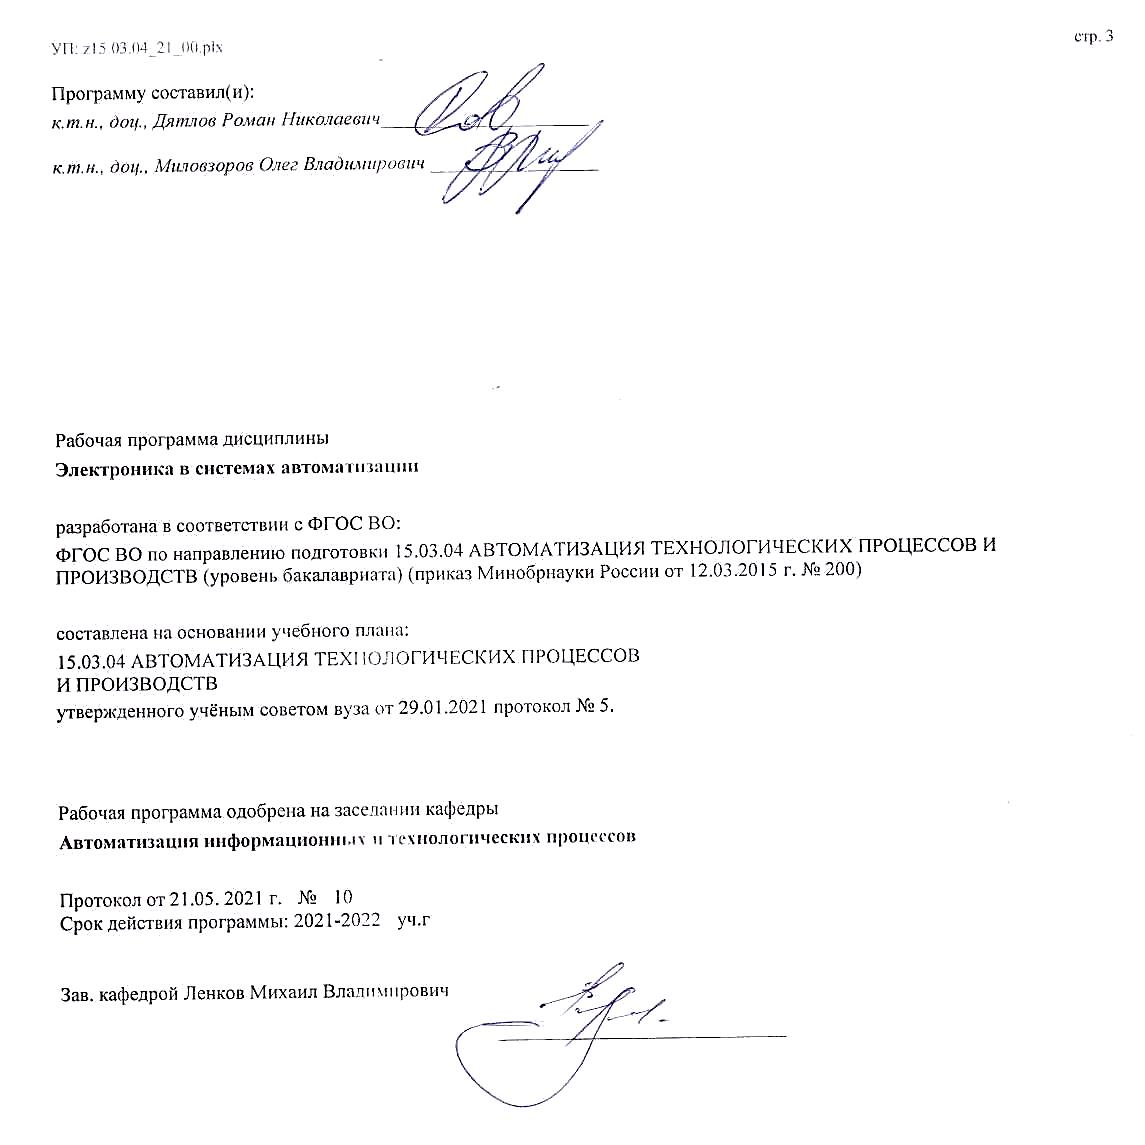 УП: z15 03.04_21_00.plx
стр. 3
Программу составил(и):
к.т.н., доц., Дятлов Роман Николаевич
к.т.н., доц., Миловзоров Олег Владимирович
Рабочая программа дисциплины
Электроника в системах автоматизации
разработана в соответствии с ФГОС ВО:
ФГОС ВО по направлению подготовки 15.03.04 АВТОМАТИЗАЦИЯ ТЕХНОЛОГИЧЕСКИХ ПРОЦЕССОВ И
ПРОИЗВОДСТВ (уровень бакалавриата) (приказ Минобрнауки России от 12.03.2015 г. № 200)
составлена на основании учебного плана:
15.03.04 АВТОМАТИЗАЦИЯ ТЕХНОЛОГИЧЕСКИХ ПРОЦЕССОВ
И ПРОИЗВОДСТВ
утвержденного учёным советом вуза от 29.01.2021 протокол № 5.
Рабочая программа одобрена на заседании кафедры
Автоматизация информационных и технологических процессов
Протокол от 21.05. 2021 г. № 10
Срок действия программы: 2021-2022 уч.г
Зав. кафедрой Ленков Михаил Владимирович